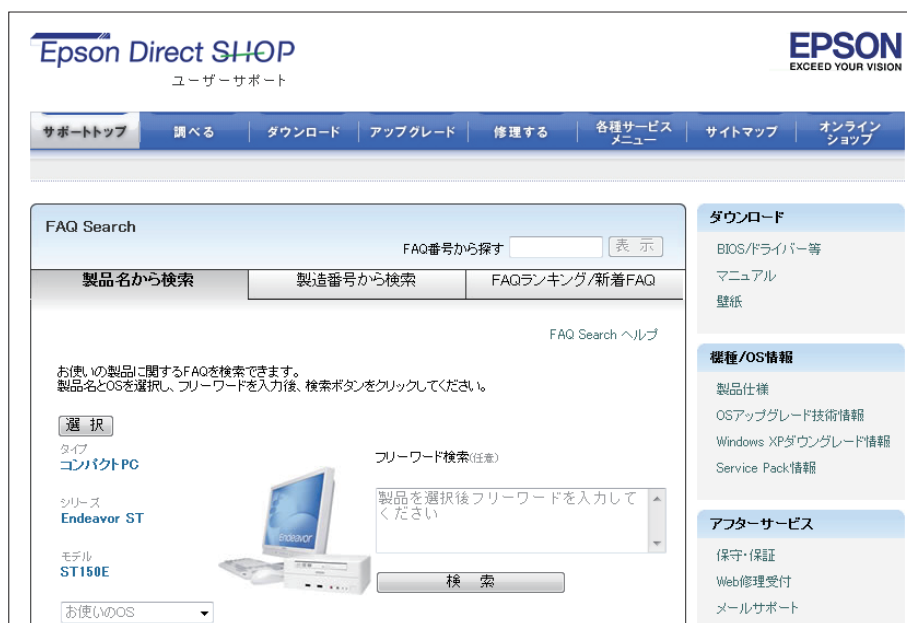 Epson Direct SHOP
ユーザーサポート
EPSON
EXCEED YOUR VISION
サポートトップ
調べる
ダウンロード
アップグレード
修理する
各種サービス
メニュー
サイトマップ
オンライン
ショップ
FAQ Search
FAQ番号から探す
表 示
製品名から検索
製造番号から検索
FAQランキング/新着FAQ
FAQ Search ヘルプ
お使いの製品に関するFAQを検索できます。
製品名とOSを選択し、フリーワードを入力後、検索ボタンをクリックしてください。
選 択
タイプ
コンパクトPC
シリーズ
Endeavor ST
モデル
ST150E
お使いのOS
Endeavor
フリーワード検索(任意)
製品を選択後フリーワードを入力して
ください
検 索
ダウンロード
BIOS/ドライバー等
マニュアル
壁紙
機種/OS情報
製品仕様
OSアップグレード技術情報
Windows XPダウングレード情報
Service Pack情報
アフターサービス
保守・保証
Web修理受付
メールサポート